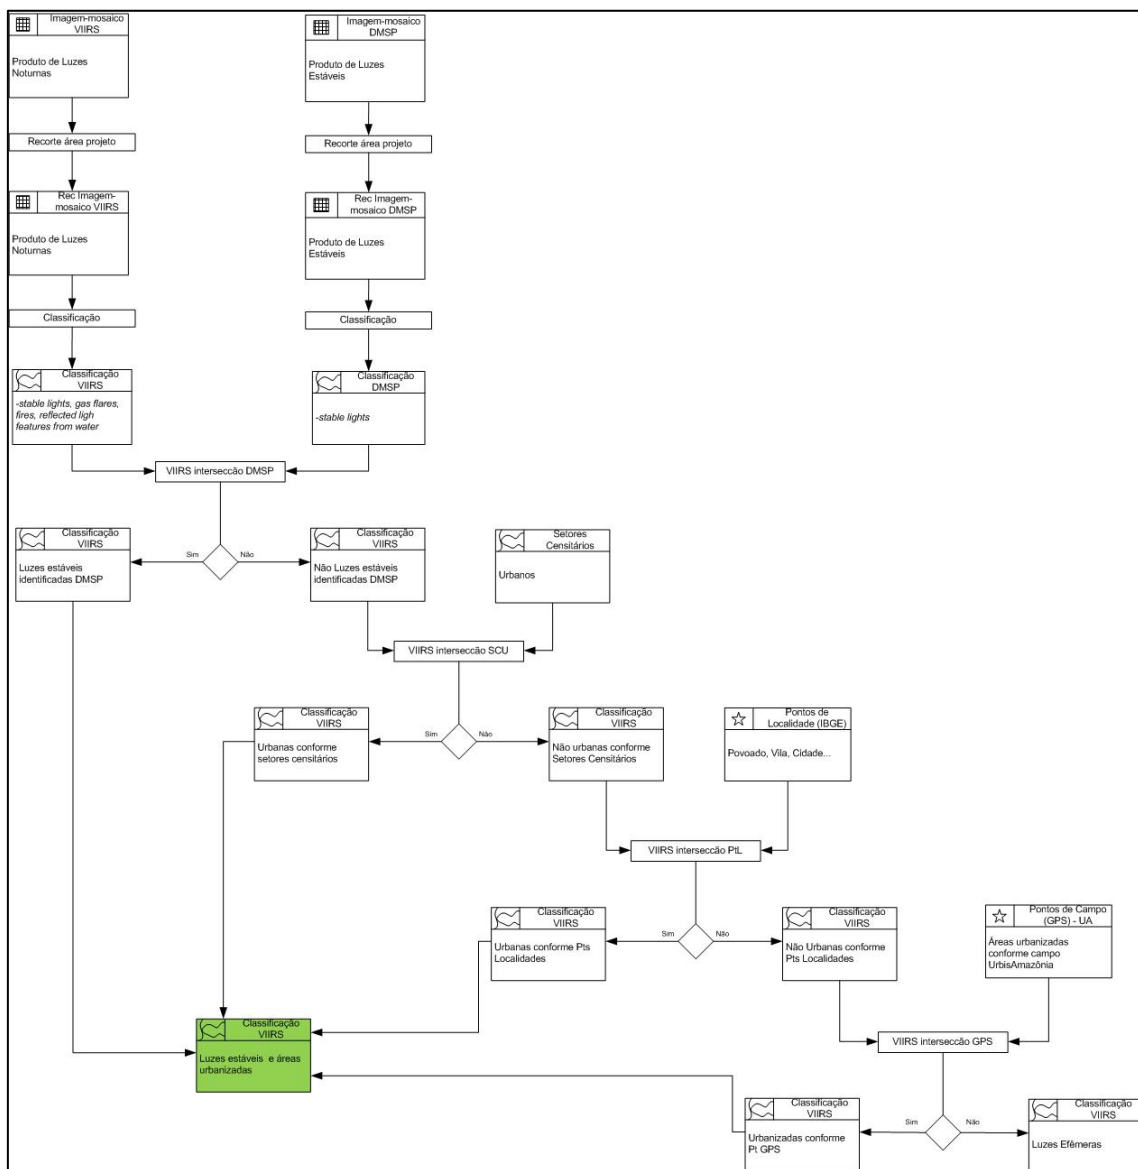 Imagem-mosaico
VIIRS
Produto de Luzes
Noturnas
Imagem-mosaico
DMSP
Produto de Luzes
Estáveis
Recorte área projeto
Recorte área projeto
Rec Imagem-
mosaico VIIRS
Produto de Luzes
Noturnas
Rec Imagem-
mosaico DMSP
Produto de Luzes
Estáveis
Classificação
Classificação
Classificação
VIIRS
-stable lights, gas flares,
fires, reflected ligh
features from water
Classificação
DMSP
-stable lights
VIIRS intersecção DMSP
Classificação
VIIRS
Luzes estáveis
identificadas DMSP
Sim
Não
Classificação
VIIRS
Não Luzes estáveis
identificadas DMSP
Setores
Censitários
Urbanos
VIIRS intersecção SCU
Classificação
VIIRS
Urbanas conforme
setores censitários
Sim
Não
Classificação
VIIRS
Não urbanas conforme
Setores Censitários
Pontos de
Localidade (IBGE)
Povoado, Vila, Cidade...
VIIRS intersecção PtL
Classificação
VIIRS
Urbanas conforme Pts
Localidades
Sim
Não
Classificação
VIIRS
Não Urbanas conforme
Pts Localidades
Pontos de Campo
(GPS) - UA
Áreas urbanizadas
conforme campo
UrbisAmazônia
Classificação
VIIRS
Luzes estáveis e áreas
urbanizadas
VIIRS intersecção GPS
Classificação
VIIRS
Urbanizadas conforme
Pt GPS
Sim
Não
Classificação
VIIRS
Luzes Efêmeras